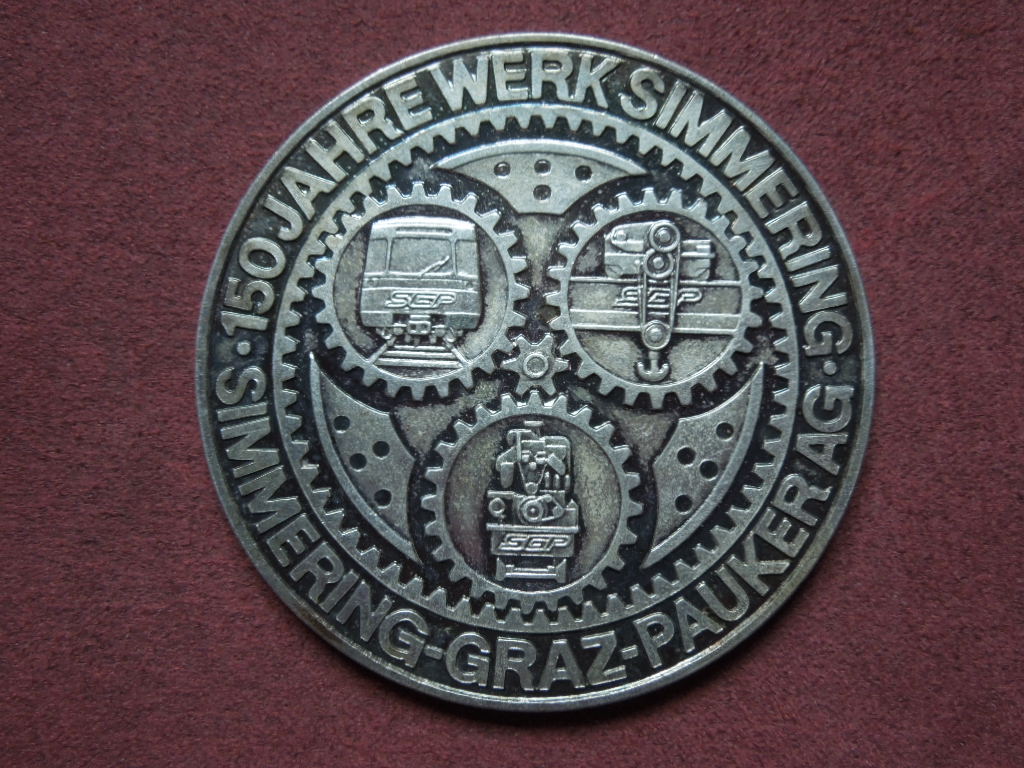 ·150 JAHRE WERK SIMMERING·
SIMMERING-GRAZ-PAUKER AG
SGP
SGP
SGP